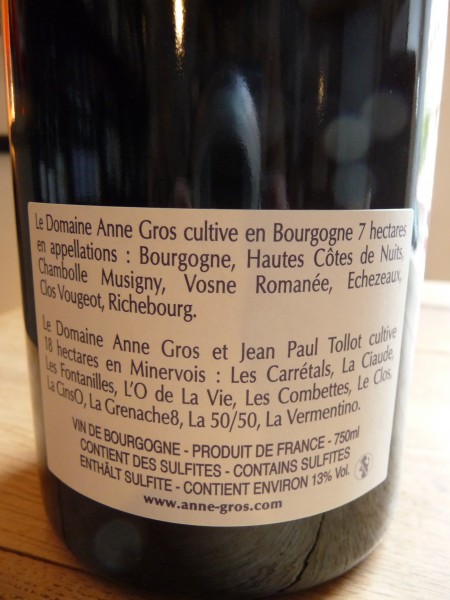 Le Domaine Anne Gros cultive en Bourgogne 7 hectares
en appellations : Bourgogne, Hautes Côtes de Nuits,
Chambolle Musigny, Vosne Romanée, Echezeaux,
Clos Vougeot, Richebourg.
Le Domaine Anne Gros et Jean Paul Tollot cultive
18 hectares en Minervois : Les Carrétals, La Ciaude,
Les Fontanilles, L'O de La Vie, Les Combettes, Le Clos,
La CinsO, La Grenache8, La 50/50, La Vermentino.
VIN DE BOURGOGNE - PRODUIT DE FRANCE - 750ml
CONTIENT DES SULFITES - CONTAINS SULFITES
ENTHÄLT SULFITE - CONTIENT ENVIRON 13% Vol.
www.anne-gros.com